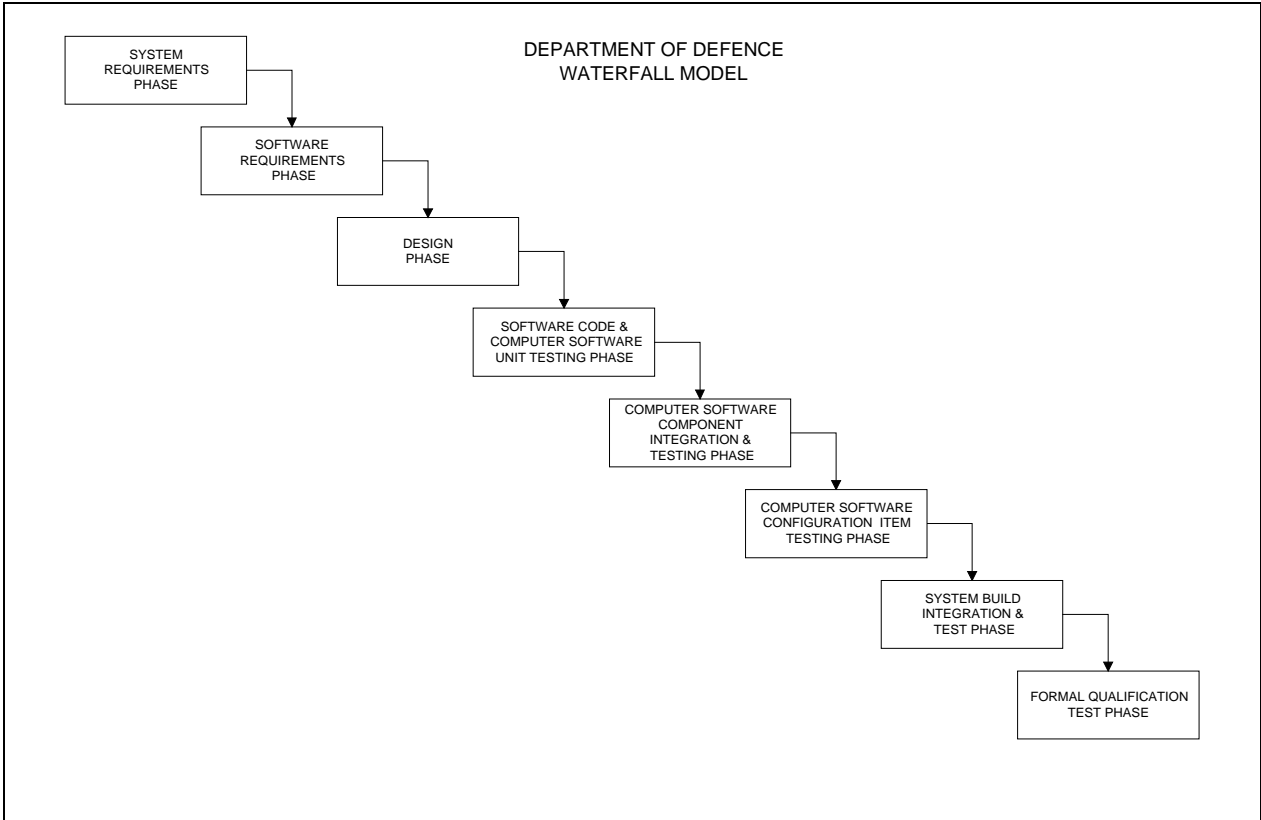 DEPARTMENT OF DEFENCE
WATERFALL MODEL
SYSTEM
REQUIREMENTS
PHASE
SOFTWARE
REQUIREMENTS
PHASE
DESIGN
PHASE
SOFTWARE CODE &
COMPUTER SOFTWARE
UNIT TESTING PHASE
COMPUTER SOFTWARE
COMPONENT
INTEGRATION &
TESTING PHASE
COMPUTER SOFTWARE
CONFIGURATION ITEM
TESTING PHASE
SYSTEM BUILD
INTEGRATION &
TEST PHASE
FORMAL QUALIFICATION
TEST PHASE